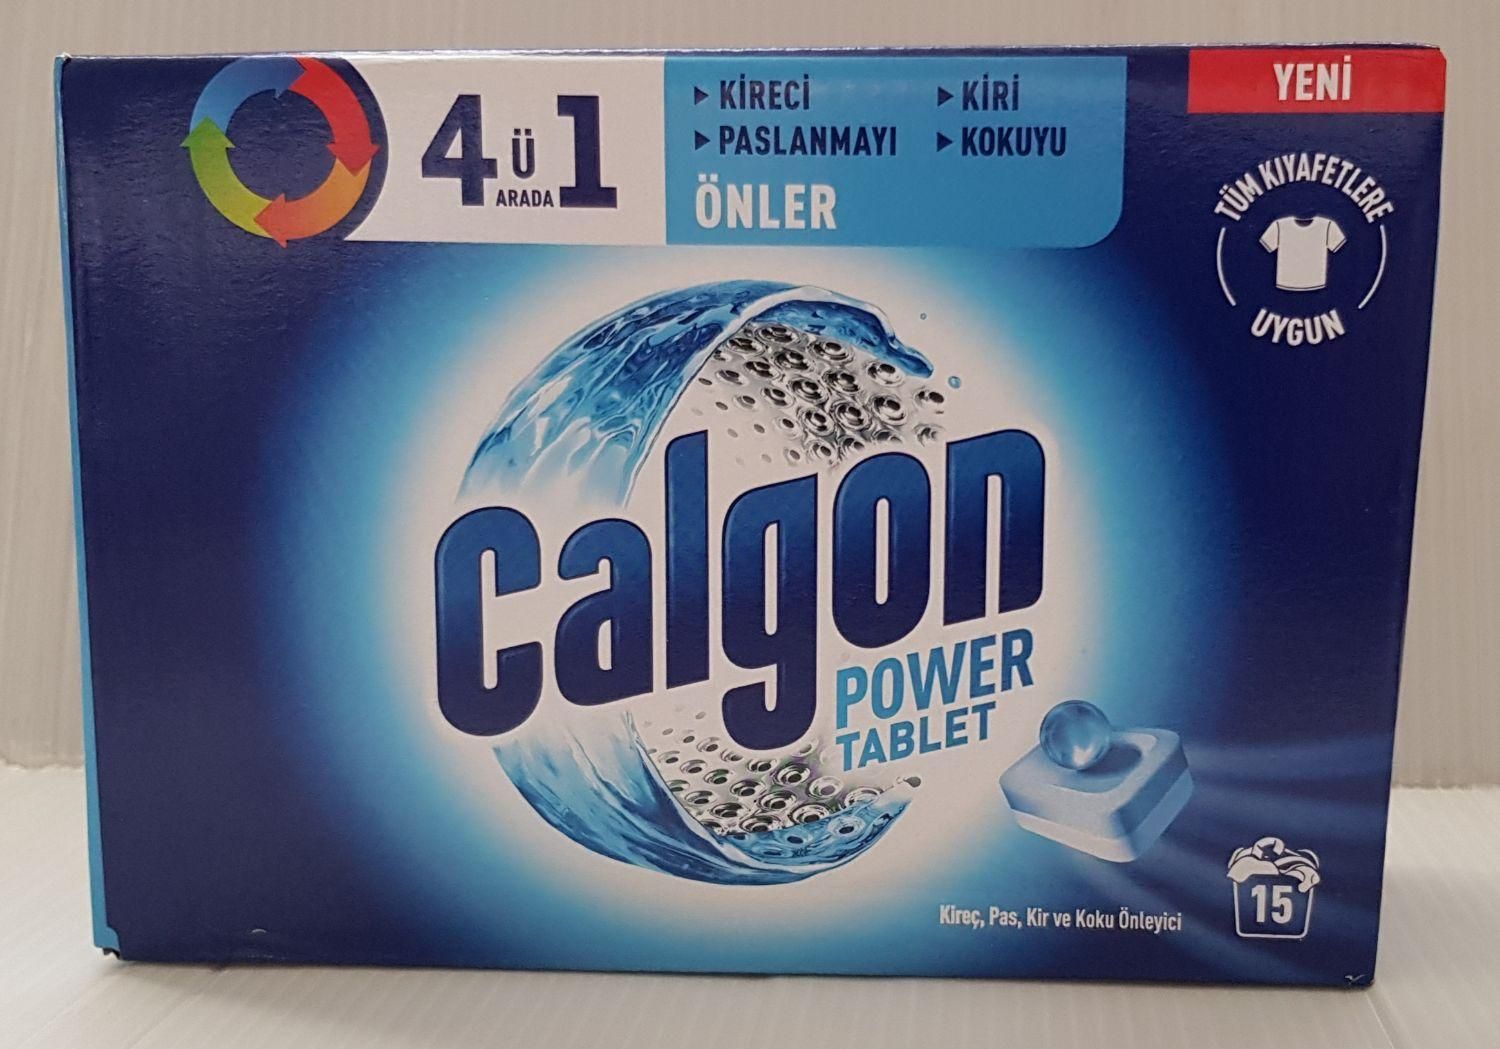 4 Ü ARADA 1
KİRECİ
KİRİ
PASLANMAYI
KOKUYU
ÖNLER
YENİ
TÜM KIYAFETLERE
UYGUN
Calgon
POWER
TABLET
Kireç, Pas, Kir ve Koku Önleyici
15